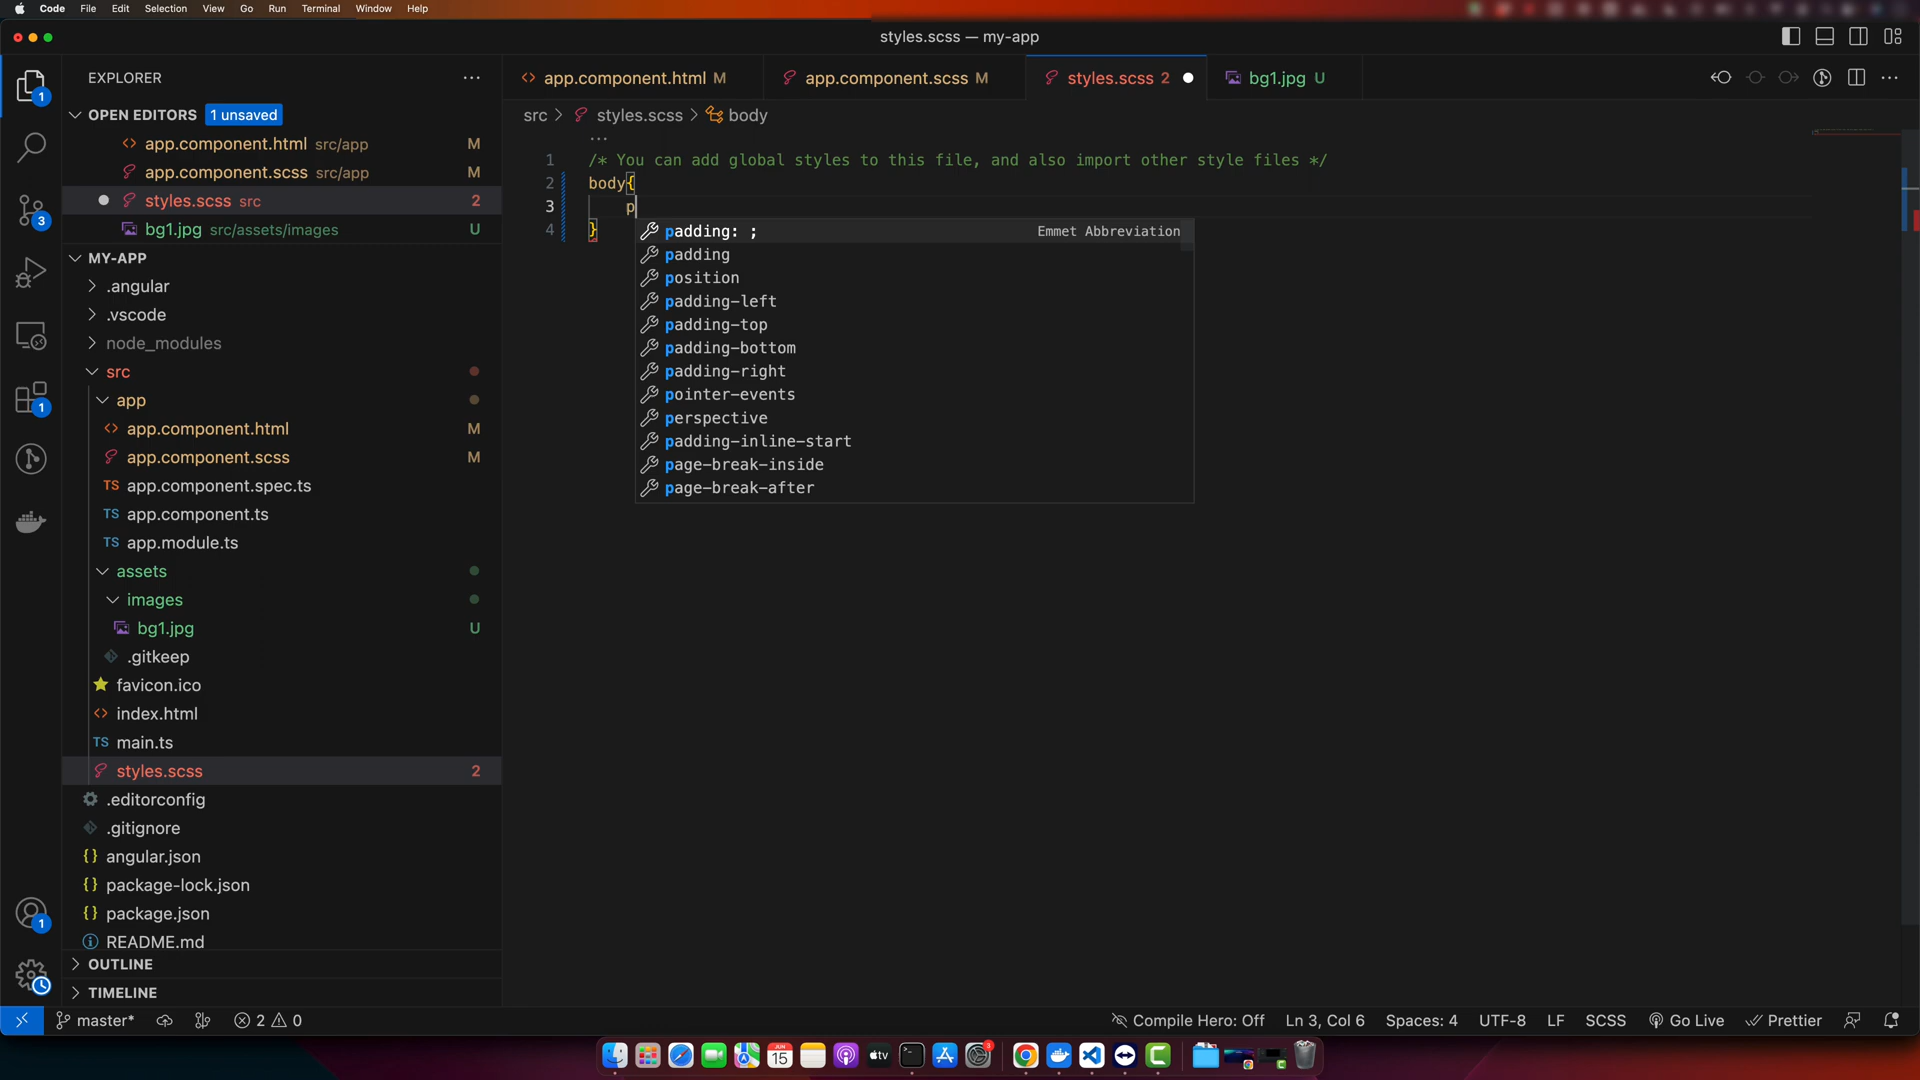 Code File Edit Selection View Go Run Terminal Window Help
styles.scss — my-app
EXPLORER
app.component.html M
app.component.scss M
styles.scss 2
bg1.jpg U
OPEN EDITORS 1 unsaved
app.component.html src/app M
app.component.scss src/app M
styles.scss src 2
bg1.jpg src/assets/images U
MY-APP
.angular
.vscode
node_modules
src
app
app.component.html M
app.component.scss M
app.component.spec.ts
app.component.ts
app.module.ts
assets
images
bg1.jpg U
.gitkeep
favicon.ico
index.html
main.ts
styles.scss 2
.editorconfig
.gitignore
angular.json
package-lock.json
package.json
README.md
OUTLINE
TIMELINE
src > styles.scss > body
1 /* You can add global styles to this file, and also import other style files */
2 body{
3 p
4 }
padding: ; Emmet Abbreviation
padding
position
padding-left
padding-top
padding-bottom
padding-right
pointer-events
perspective
padding-inline-start
page-break-inside
page-break-after
master* 2 0 Compile Hero: Off Ln 3, Col 6 Spaces: 4 UTF-8 LF SCSS Go Live Prettier
JUN
15
tv
3